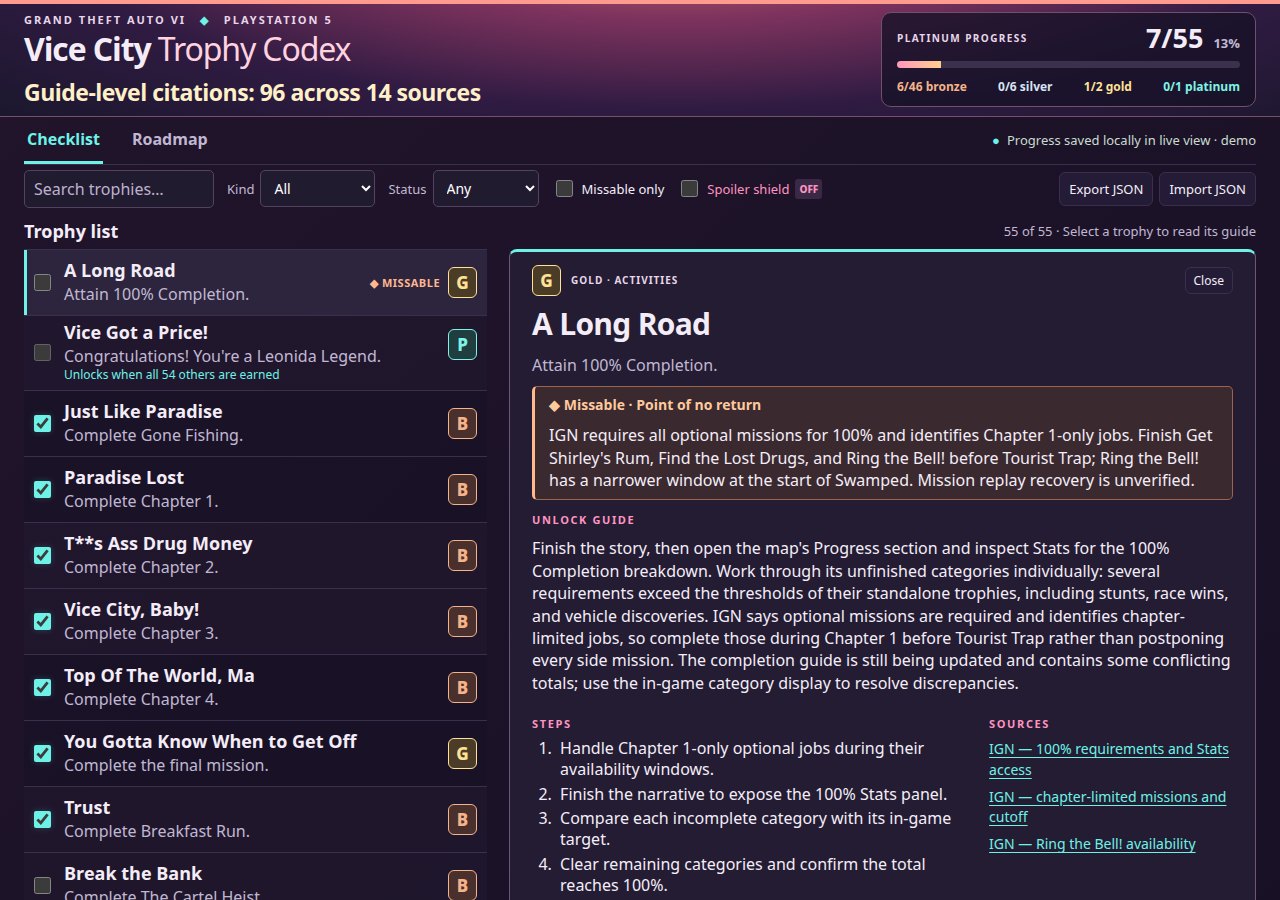 GRAND THEFT AUTO VI ◆ PLAYSTATION 5
Vice City Trophy Codex
Guide-level citations: 96 across 14 sources
PLATINUM PROGRESS
7/55 13%
6/46 bronze 0/6 silver 1/2 gold 0/1 platinum
Checklist Roadmap
● Progress saved locally in live view · demo
Search trophies...
Kind All Status Any Missable only Spoiler shield OFF
Export JSON Import JSON
Trophy list
55 of 55 · Select a trophy to read its guide
A Long Road
Attain 100% Completion.
◆ MISSABLE G
Vice Got a Price!
Congratulations! You're a Leonida Legend.
Unlocks when all 54 others are earned
P
Just Like Paradise
Complete Gone Fishing.
B
Paradise Lost
Complete Chapter 1.
B
T**s Ass Drug Money
Complete Chapter 2.
B
Vice City, Baby!
Complete Chapter 3.
B
Top Of The World, Ma
Complete Chapter 4.
B
You Gotta Know When to Get Off
Complete the final mission.
G
Trust
Complete Breakfast Run.
B
Break the Bank
Complete The Cartel Heist
B
G GOLD · ACTIVITIES
Close
A Long Road
Attain 100% Completion.
◆ Missable · Point of no return
IGN requires all optional missions for 100% and identifies Chapter 1-only jobs. Finish Get
Shirley's Rum, Find the Lost Drugs, and Ring the Bell! before Tourist Trap; Ring the Bell!
has a narrower window at the start of Swamped. Mission replay recovery is unverified.
UNLOCK GUIDE
Finish the story, then open the map's Progress section and inspect Stats for the 100%
Completion breakdown. Work through its unfinished categories individually: several
requirements exceed the thresholds of their standalone trophies, including stunts, race wins,
and vehicle discoveries. IGN says optional missions are required and identifies chapter-
limited jobs, so complete those during Chapter 1 before Tourist Trap rather than postponing
every side mission. The completion guide is still being updated and contains some conflicting
totals; use the in-game category display to resolve discrepancies.
STEPS
1. Handle Chapter 1-only optional jobs during their
availability windows.
2. Finish the narrative to expose the 100% Stats panel.
3. Compare each incomplete category with its in-game
target.
4. Clear remaining categories and confirm the total
reaches 100%.
SOURCES
IGN — 100% requirements and Stats
access
IGN — chapter-limited missions and
cutoff
IGN — Ring the Bell! availability